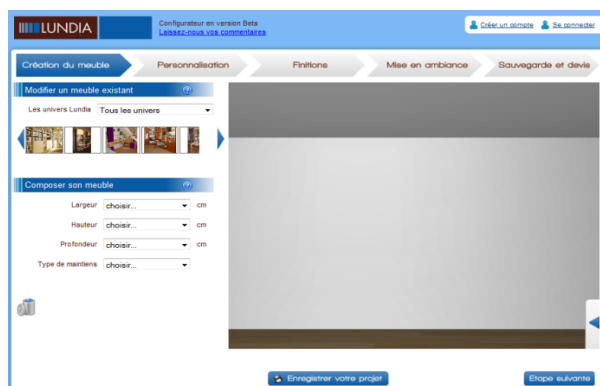 LUNDIA
Configurateur en version Beta
Laissez-nous vos commentaires
Créer un compte
Se connecter
Création du meuble
Personnalisation
Finitions
Mise en ambiance
Sauvegarde et devis
Modifier un meuble existant ?
Les univers Lundia Tous les univers
Composer son meuble ?
Largeur choisir... cm
Hauteur choisir... cm
Profondeur choisir... cm
Type de maintiens choisir...
Enregistrer votre projet
Etape suivante